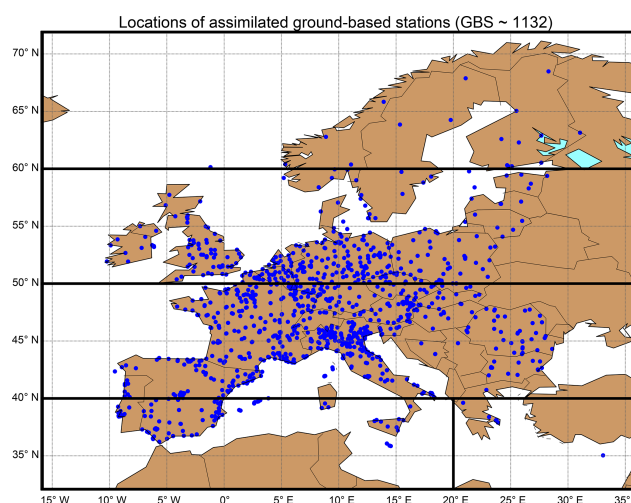 Locations of assimilated ground-based stations (GBS ~ 1132)
70° N
65° N
60° N
55° N
50° N
45° N
40° N
35° N
15° W 10° W 5° W 0° 5° E 10° E 15° E 20° E 25° E 30° E 35° E